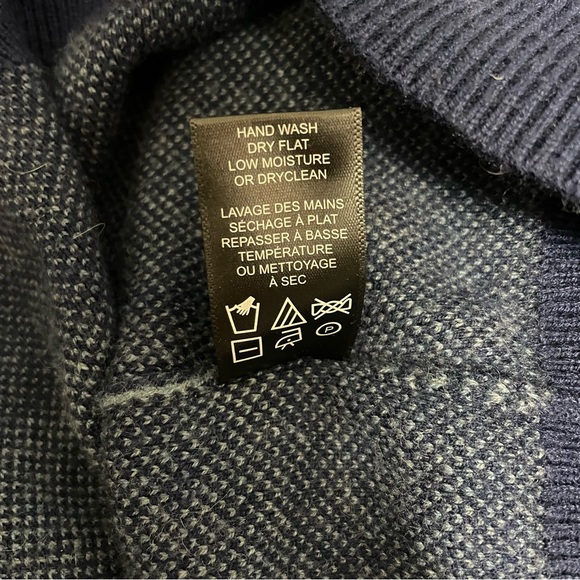 HAND WASH
DRY FLAT
LOW MOISTURE
OR DRYCLEAN
LAVAGE DES MAINS
SÉCHAGE À PLAT
REPASSER À BASSE
TEMPÉRATURE
OU METTOYAGE
À SEC
P